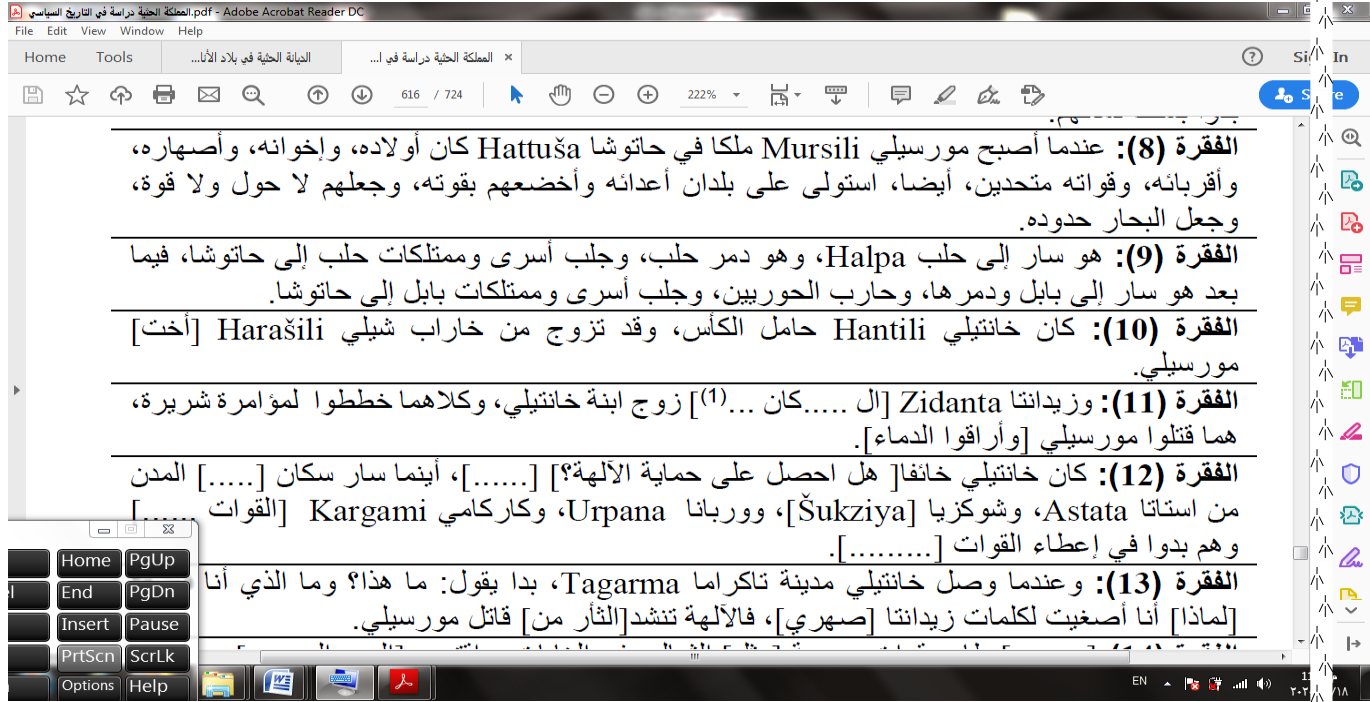 المملكة الحثية دراسة في التاريخ السياسي.pdf - Adobe Acrobat Reader DC
File Edit View Window Help
Home Tools الديانة الحثية في بلاد الأنا... المملكة الحثية دراسة في ا... × Sign In
616 / 724 222%
الفقرة (8): عندما أصبح مورسيلي Mursili ملكا في حاتوشا Hattuša كان أولاده، وإخوانه، وأصهاره،
وأقربائه، وقواته متحدين، أيضا، استولى على بلدان أعدائه وأخضعهم بقوته، وجعلهم لا حول ولا قوة،
وجعل البحار حدوده.
الفقرة (9): هو سار إلى حلب Halpa، وهو دمر حلب، وجلب أسرى وممتلكات حلب إلى حاتوشا، فيما
بعد هو سار إلى بابل ودمرها، وحارب الحوريين، وجلب أسرى وممتلكات بابل إلى حاتوشا.
الفقرة (10): كان خانتيلي Hantili حامل الكأس، وقد تزوج من خاراب شيلي Harašili [أخت]
مورسيلي.
الفقرة (11): وزيدانتا Zidanta [ال .....كان ...(1)] زوج ابنة خانتيلي، وكلاهما خططوا لمؤامرة شريرة،
هما قتلوا مورسيلي [وأراقوا الدماء].
الفقرة (12): كان خانتيلي خائفا[ هل احصل على حماية الآلهة؟] [......]، أينما سار سكان [.....] المدن
من استاتا Astata، وشوكزيا [Šukziya]، ووربانا Urpana، وكاركامي Kargami [القوات ......]
وهم بدوا في إعطاء القوات [.........].
الفقرة (13): وعندما وصل خانتيلي مدينة تاكراما Tagarma، بدا يقول: ما هذا؟ وما الذي أنا
[لماذا] أنا أصغيت لكلمات زيدانتا [صهري]، فالآلهة تنشد[الثأر من] قاتل مورسيلي.
Home PgUp
End PgDn
Insert Pause
PrtScn ScrLk
Options Help
EN